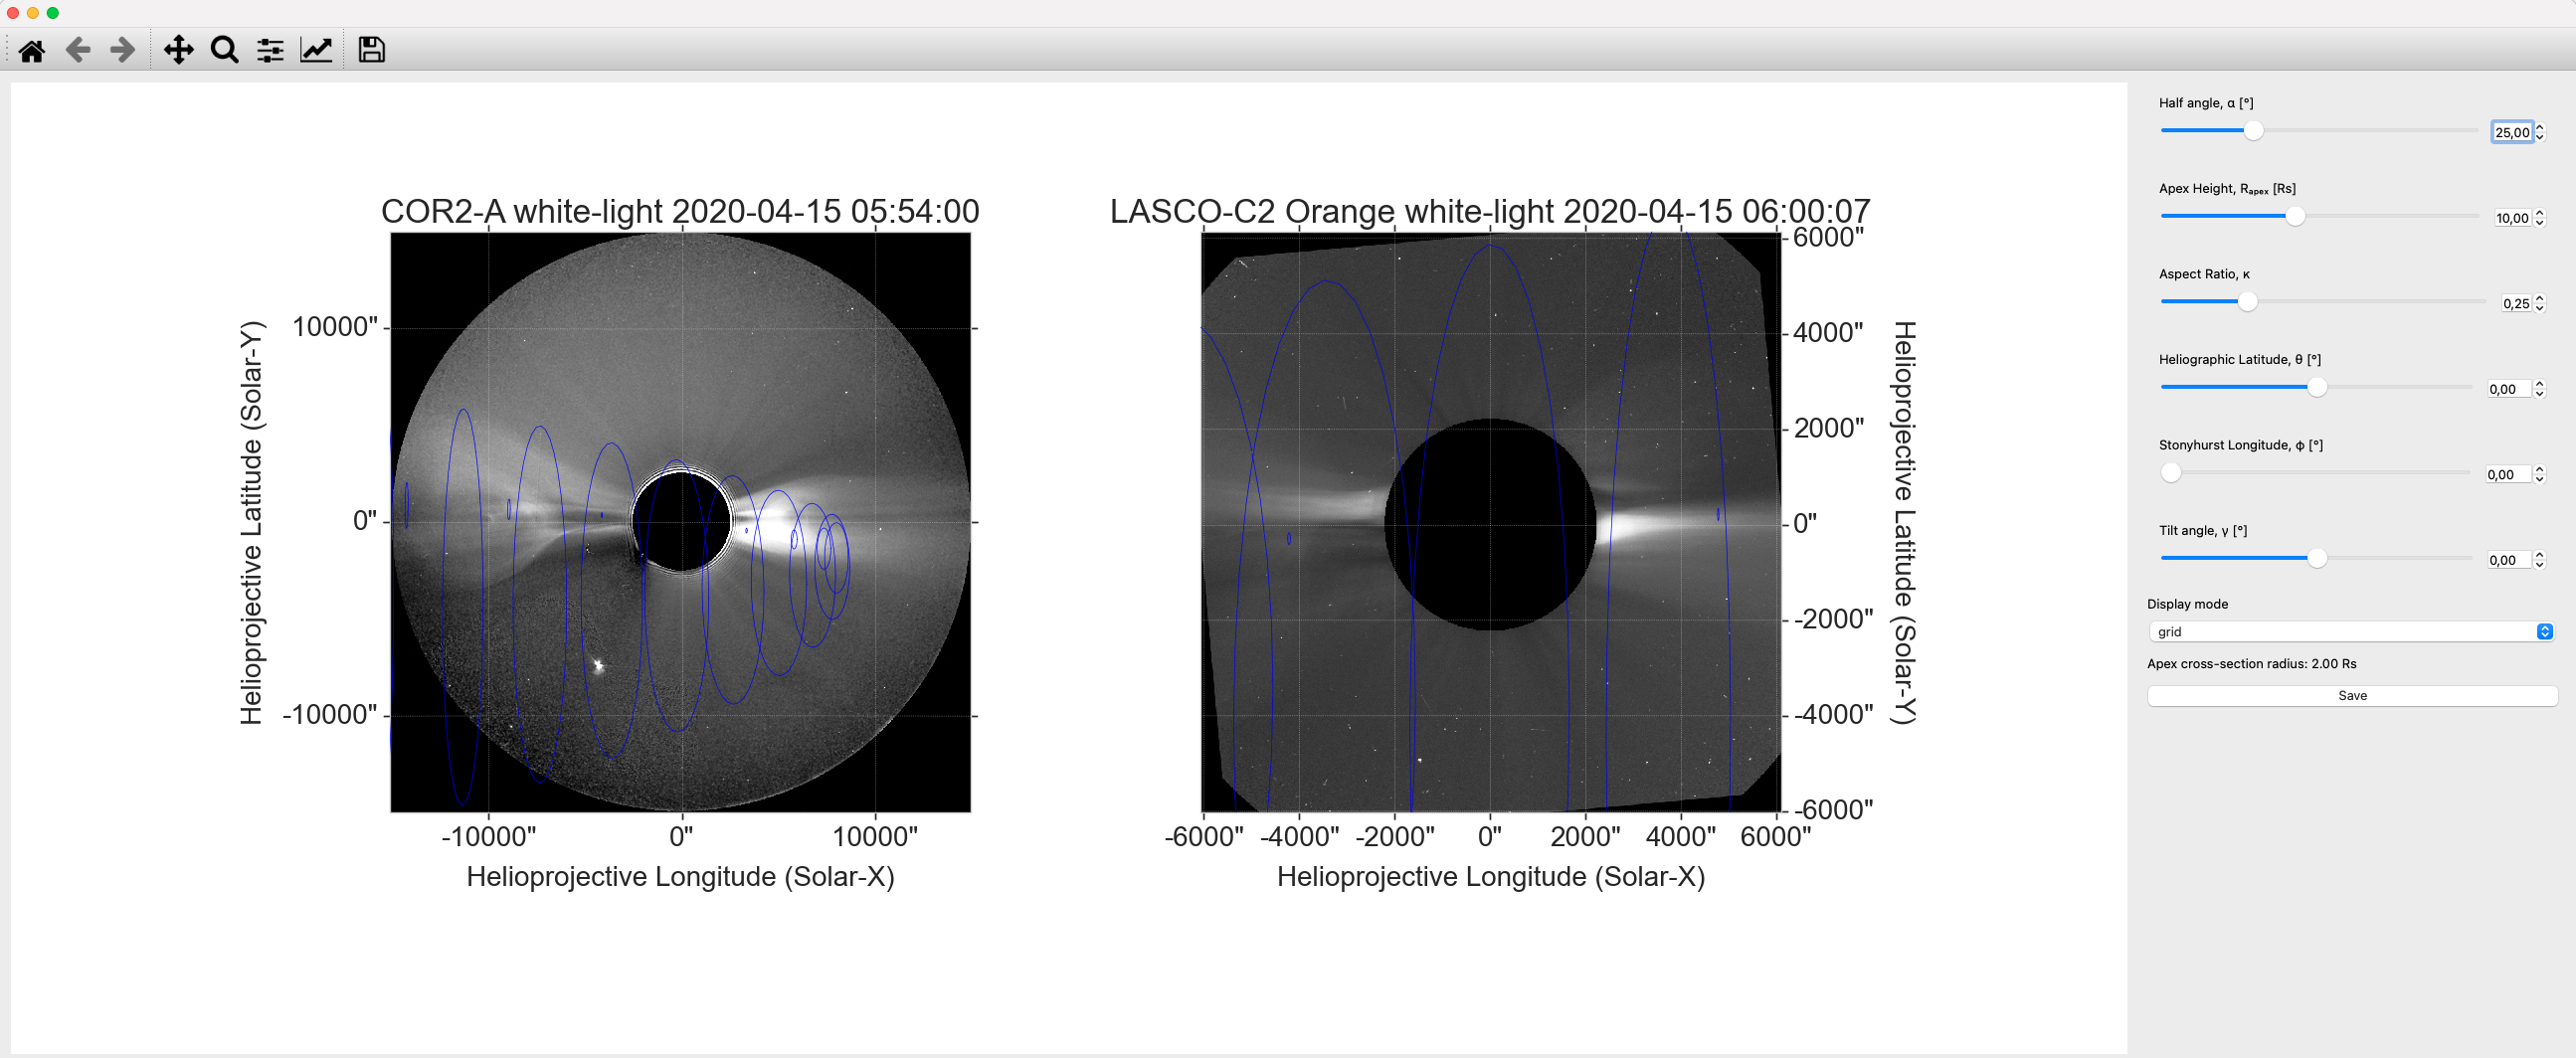 COR2-A white-light 2020-04-15 05:54:00
Helioprojective Latitude (Solar-Y)
10000"
0"
-10000"
-10000" 0" 10000"
Helioprojective Longitude (Solar-X)
LASCO-C2 Orange white-light 2020-04-15 06:00:07
6000"
4000"
2000"
0"
-2000"
-4000"
-6000"
Helioprojective Latitude (Solar-Y)
-6000" -4000" -2000" 0" 2000" 4000" 6000"
Helioprojective Longitude (Solar-X)
Half angle, α [°]
25,00
Apex Height, Rₐₚₑₓ [Rs]
10,00
Aspect Ratio, κ
0,25
Heliographic Latitude, θ [°]
0,00
Stonyhurst Longitude, ϕ [°]
0,00
Tilt angle, γ [°]
0,00
Display mode
grid
Apex cross-section radius: 2.00 Rs
Save